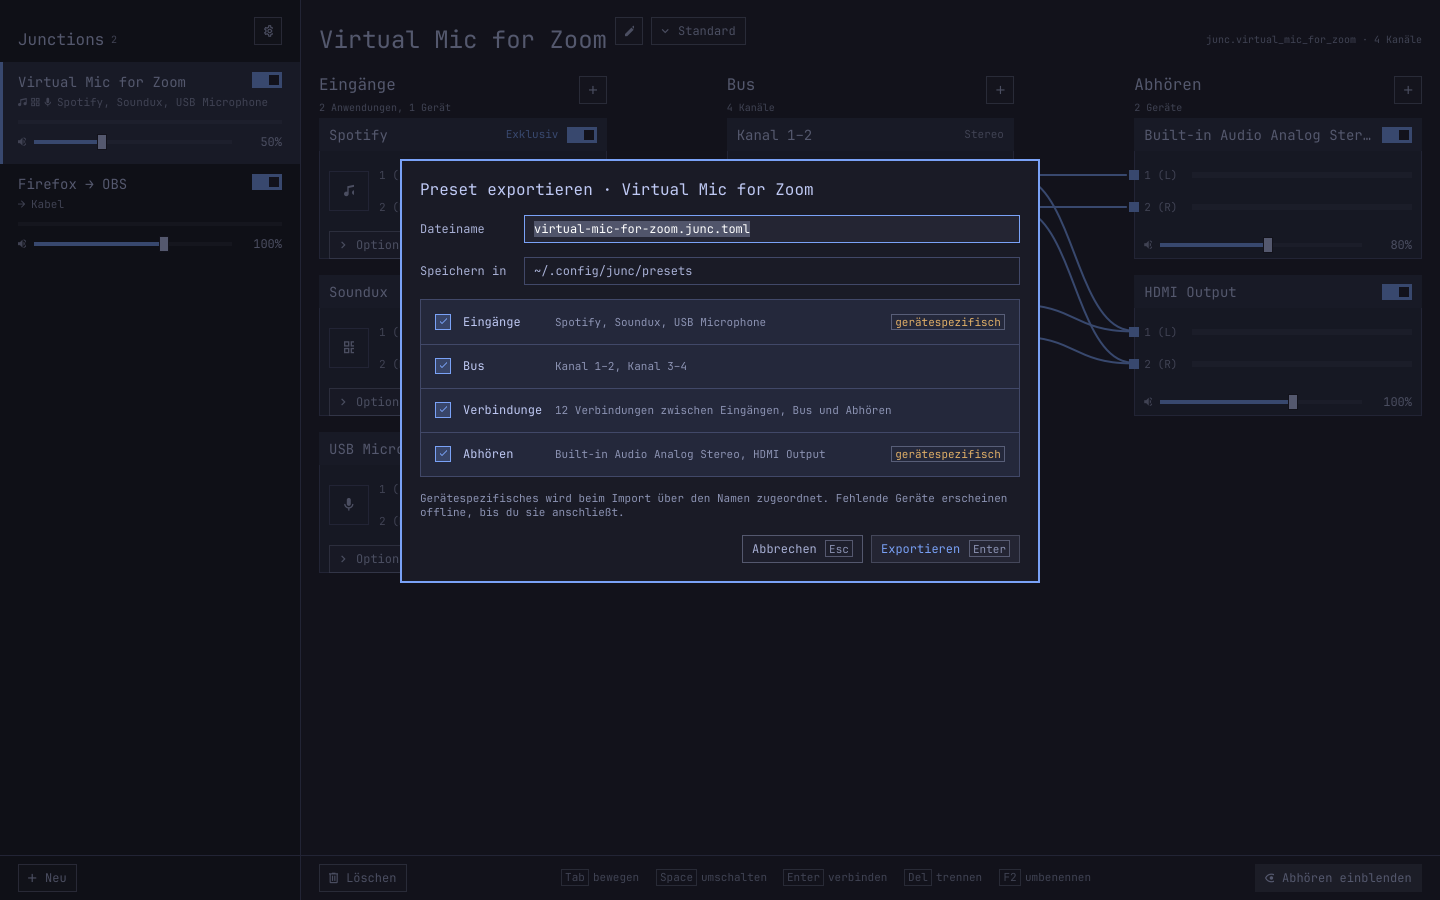 Junctions 2
Virtual Mic for Zoom
Spotify, Soundux, USB Microphone
50%
Firefox → OBS
→ Kabel
100%
+ Neu
Virtual Mic for Zoom
Standard
junc.virtual_mic_for_zoom · 4 Kanäle
Eingänge
2 Anwendungen, 1 Gerät
Spotify Exklusiv
1 (
2 (
Option
Soundux
1 (
2 (
Option
USB Micro
1 (
2 (
Option
Bus
4 Kanäle
Kanal 1–2 Stereo
Abhören
2 Geräte
Built-in Audio Analog Ster…
1 (L)
2 (R)
80%
HDMI Output
1 (L)
2 (R)
100%
Preset exportieren · Virtual Mic for Zoom
Dateiname virtual-mic-for-zoom.junc.toml
Speichern in ~/.config/junc/presets
Eingänge Spotify, Soundux, USB Microphone gerätespezifisch
Bus Kanal 1–2, Kanal 3–4
Verbindunge 12 Verbindungen zwischen Eingängen, Bus und Abhören
Abhören Built-in Audio Analog Stereo, HDMI Output gerätespezifisch
Gerätespezifisches wird beim Import über den Namen zugeordnet. Fehlende Geräte erscheinen
offline, bis du sie anschließt.
Abbrechen Esc Exportieren Enter
Löschen
Tab bewegen Space umschalten Enter verbinden Del trennen F2 umbenennen
Abhören einblenden